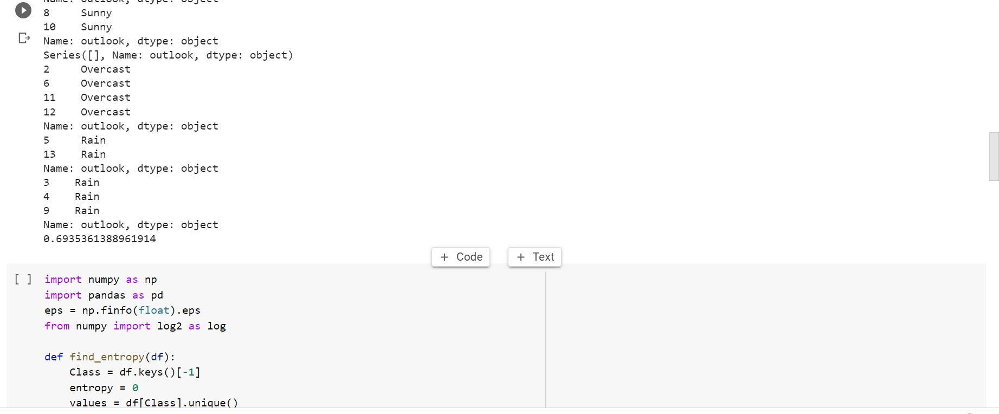 Name: outlook, dtype: object
8     Sunny
10    Sunny
Name: outlook, dtype: object
Series([], Name: outlook, dtype: object)
2     Overcast
6     Overcast
11    Overcast
12    Overcast
Name: outlook, dtype: object
5     Rain
13    Rain
Name: outlook, dtype: object
3    Rain
4    Rain
9    Rain
Name: outlook, dtype: object
0.6935361388961914
+ Code   + Text
[ ] import numpy as np
import pandas as pd
eps = np.finfo(float).eps
from numpy import log2 as log
def find_entropy(df):
    Class = df.keys()[-1]
    entropy = 0
    values = df[Class].unique()